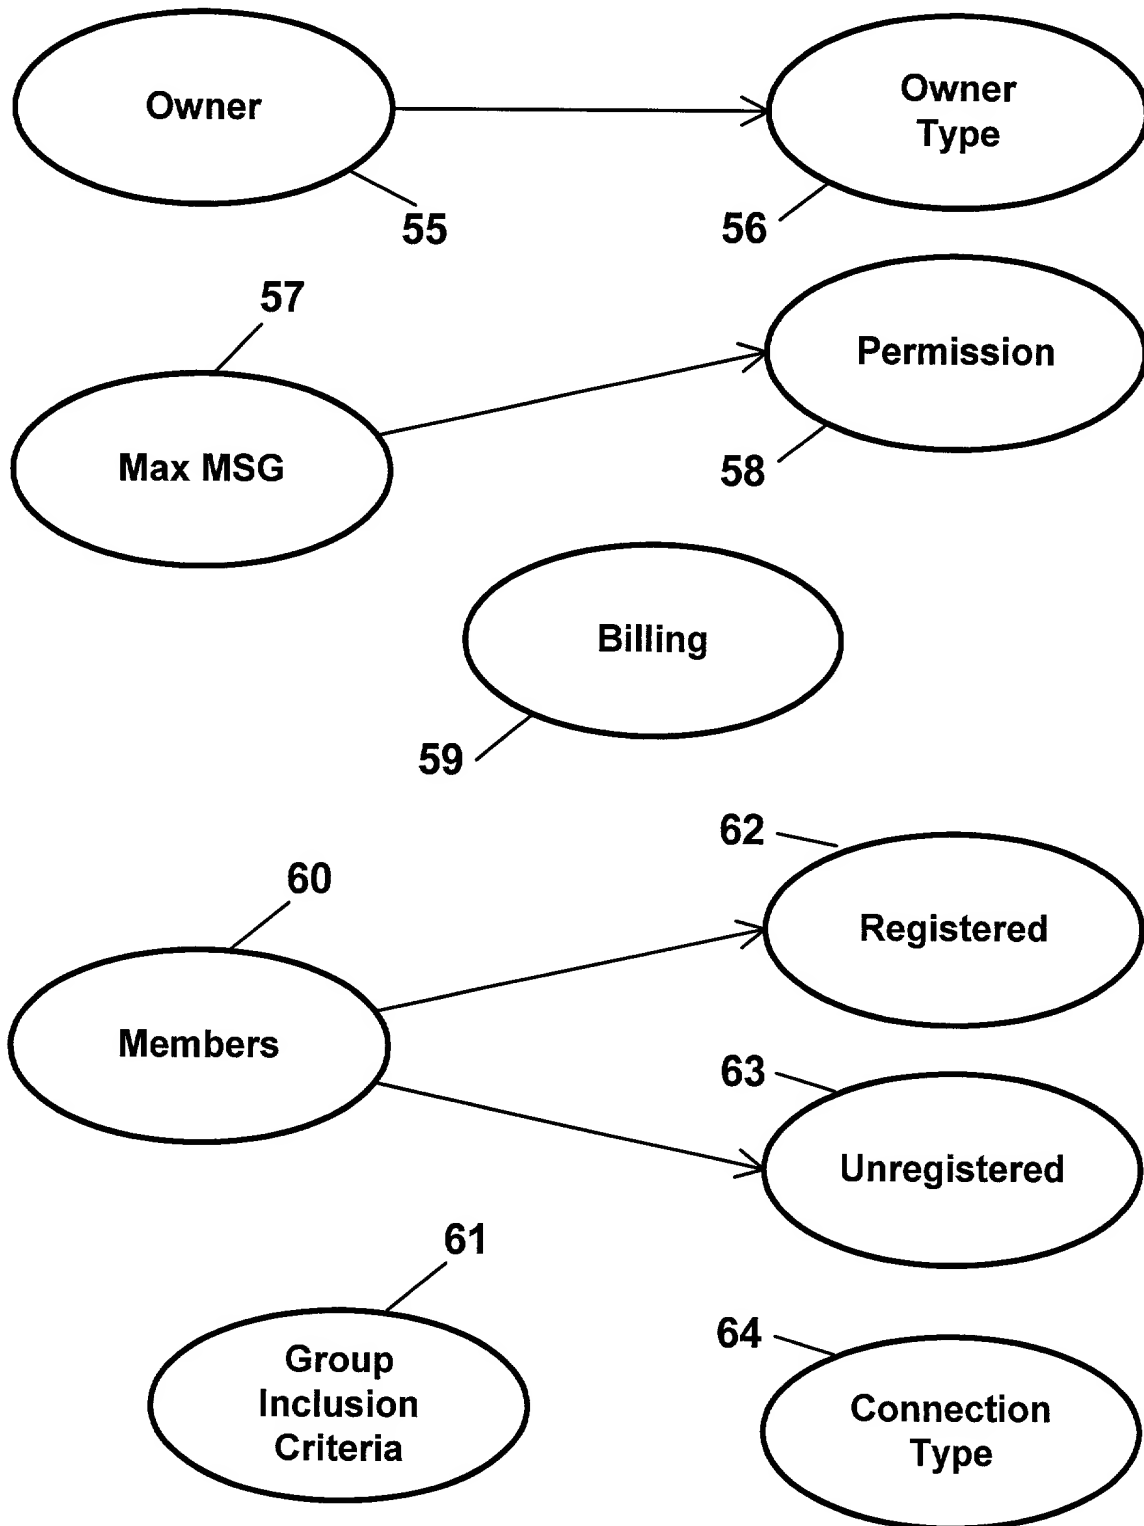 Owner
Owner
Type
55
56
57
Permission
Max MSG
58
Billing
59
62
60
Registered
Members
63
Unregistered
61
64
Group
Inclusion
Criteria
Connection
Type